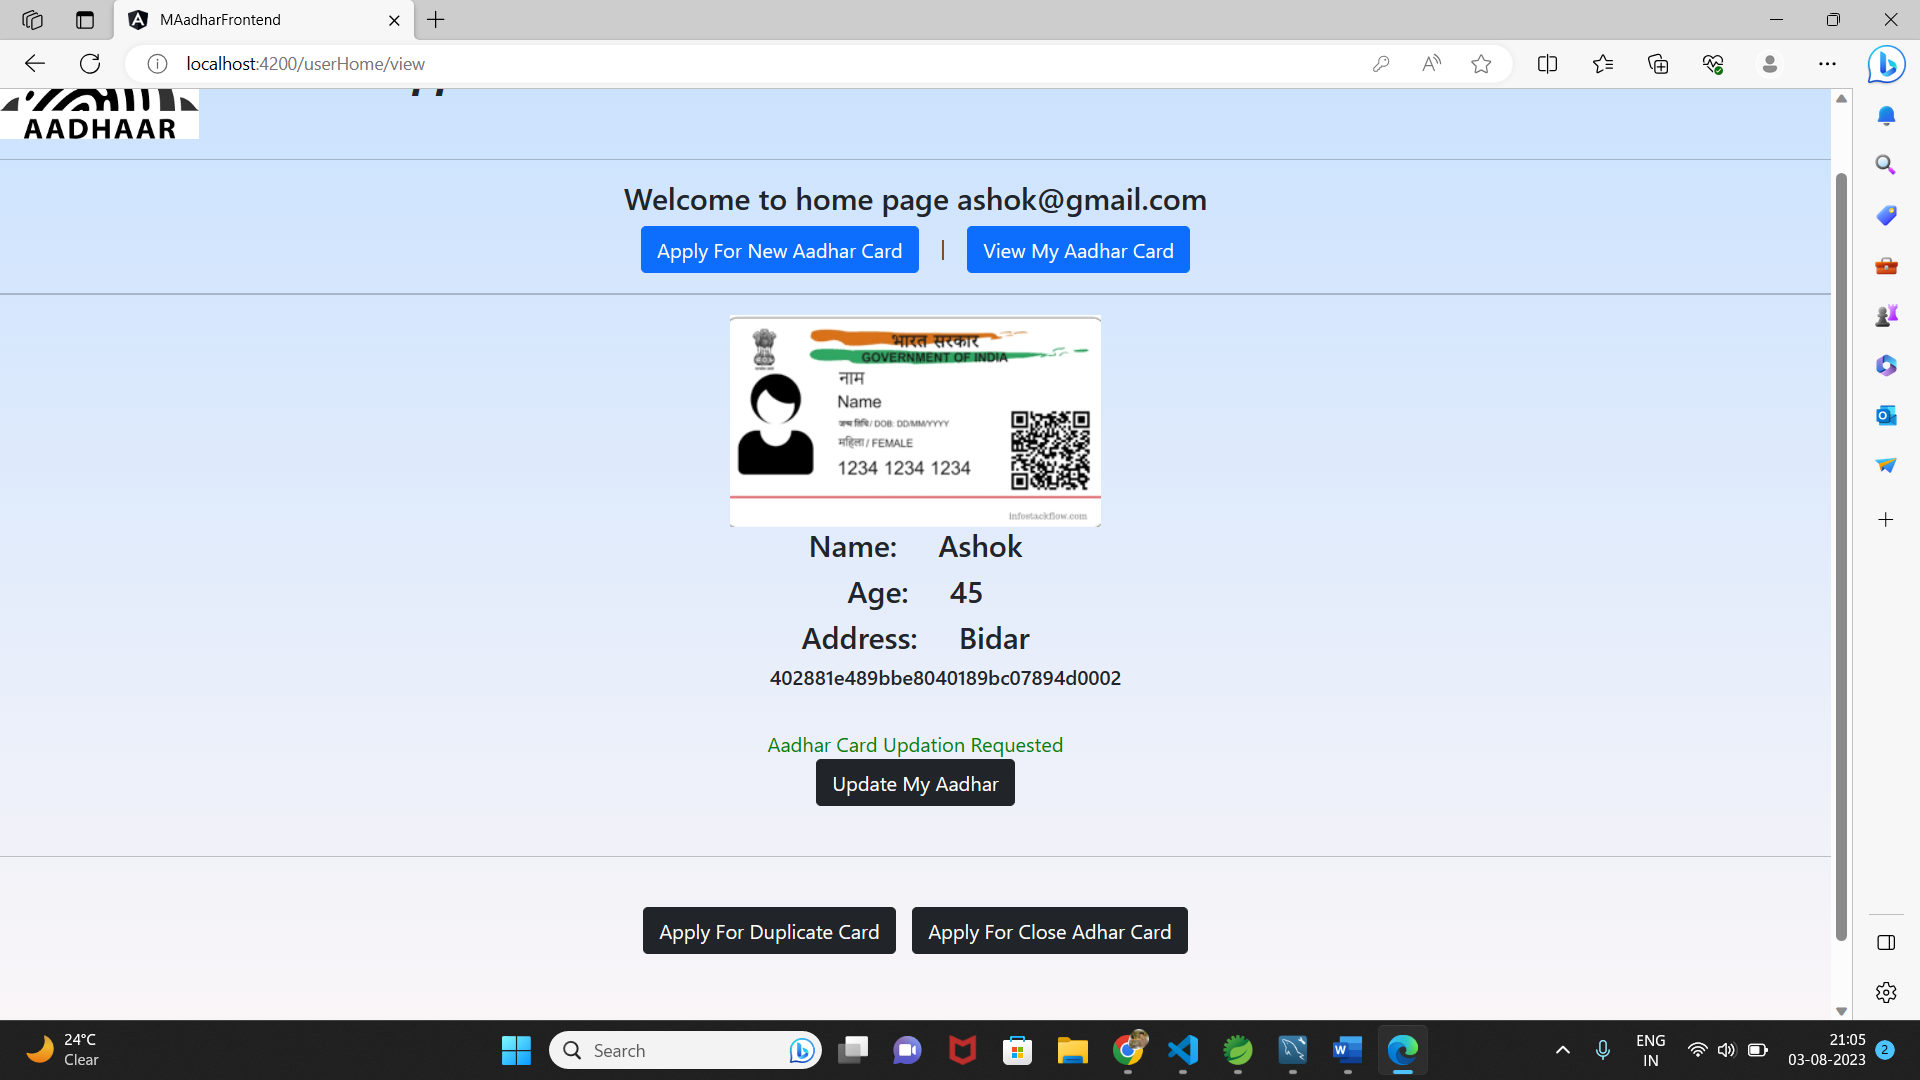 MAadharFrontend
localhost:4200/userHome/view
AADHAAR
Welcome to home page ashok@gmail.com
Apply For New Aadhar Card | View My Aadhar Card
भारत सरकार
GOVERNMENT OF INDIA
नाम
Name
जन्म तिथि / DOB: DD/MM/YYYY
महिला / FEMALE
1234 1234 1234
infostackflow.com
Name: Ashok
Age: 45
Address: Bidar
402881e489bbe8040189bc07894d0002
Aadhar Card Updation Requested
Update My Aadhar
Apply For Duplicate Card Apply For Close Adhar Card
24°C
Clear
Search
ENG
IN
21:05
03-08-2023
2